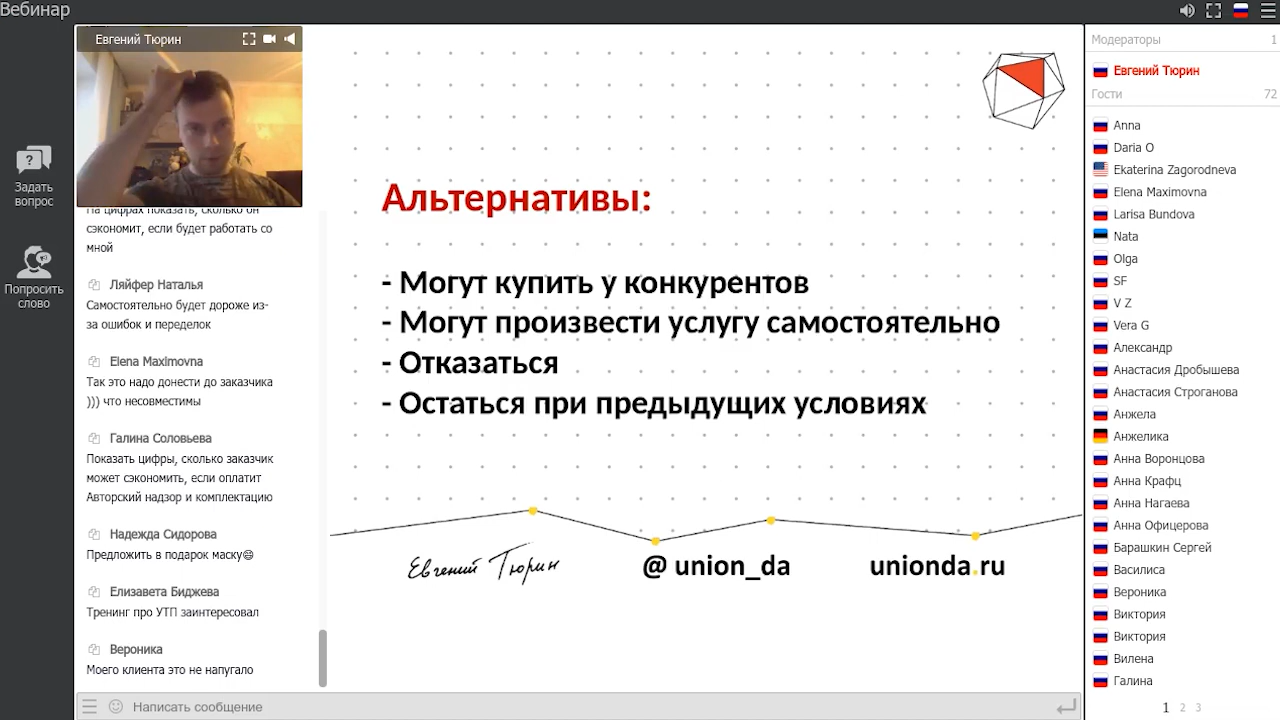 Вебинар
Евгений Тюрин
Задать
вопрос
Попросить
слово
На цифрах показать, сколько он
сэкономит, если будет работать со
мной
Ляйфер Наталья
Самостоятельно будет дороже из-
за ошибок и переделок
Elena Maximovna
Так это надо донести до заказчика
))) что несовместимы
Галина Соловьева
Показать цифры, сколько заказчик
может сэкономить, если оплатит
Авторский надзор и комплектацию
Надежда Сидорова
Предложить в подарок маску😄
Елизавета Биджева
Тренинг про УТП заинтересовал
Вероника
Моего клиента это не напугало
Написать сообщение
Альтернативы:
- Могут купить у конкурентов
- Могут произвести услугу самостоятельно
- Отказаться
- Остаться при предыдущих условиях
Евгений Тюрин
@ union_da
unionda.ru
Модераторы 1
Евгений Тюрин
Гости 72
Anna
Daria O
Ekaterina Zagorodneva
Elena Maximovna
Larisa Bundova
Nata
Olga
SF
V Z
Vera G
Александр
Анастасия Дробышева
Анастасия Строганова
Анжела
Анжелика
Анна Воронцова
Анна Крафц
Анна Нагаева
Анна Офицерова
Барашкин Сергей
Василиса
Вероника
Виктория
Виктория
Вилена
Галина
1 2 3